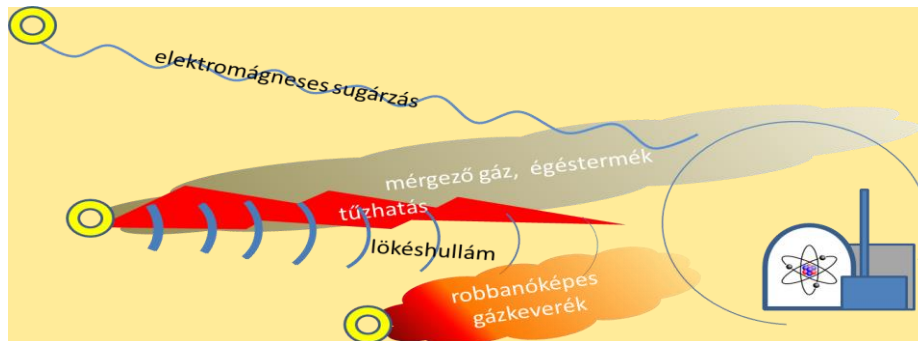 elektromágneses sugárzás
mérgező gáz, égéstermék
tűzhatás
lökéshullám
robbanóképes
gázkeverék